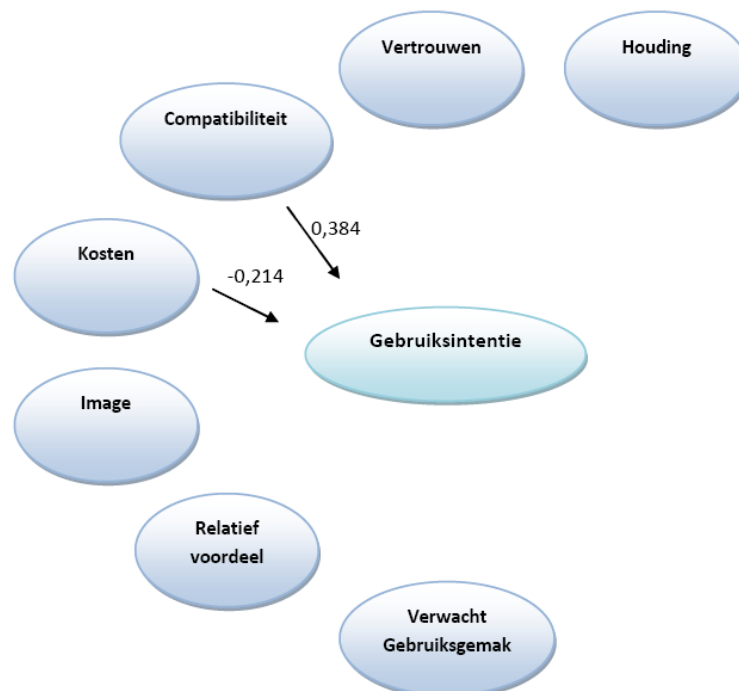 Vertrouwen
Houding
Compatibiliteit
0,384
Kosten
-0,214
Gebruiksintentie
Image
Relatief
voordeel
Verwacht
Gebruiksgemak